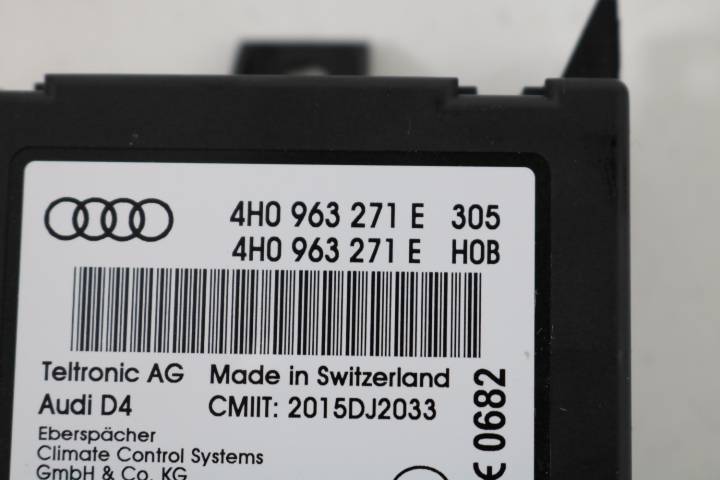 4H0 963 271 E 305
4H0 963 271 E H0B
Teltronic AG Made in Switzerland
Audi D4 CMIIT: 2015DJ2033
Eberspächer
Climate Control Systems
GmbH & Co. KG
C€ 0682